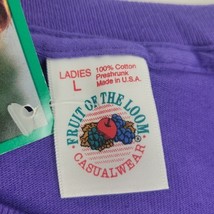 LADIES
L
100% Cotton
Preshrunk
Made in U.S.A.
FRUIT OF THE LOOM
CASUALWEAR